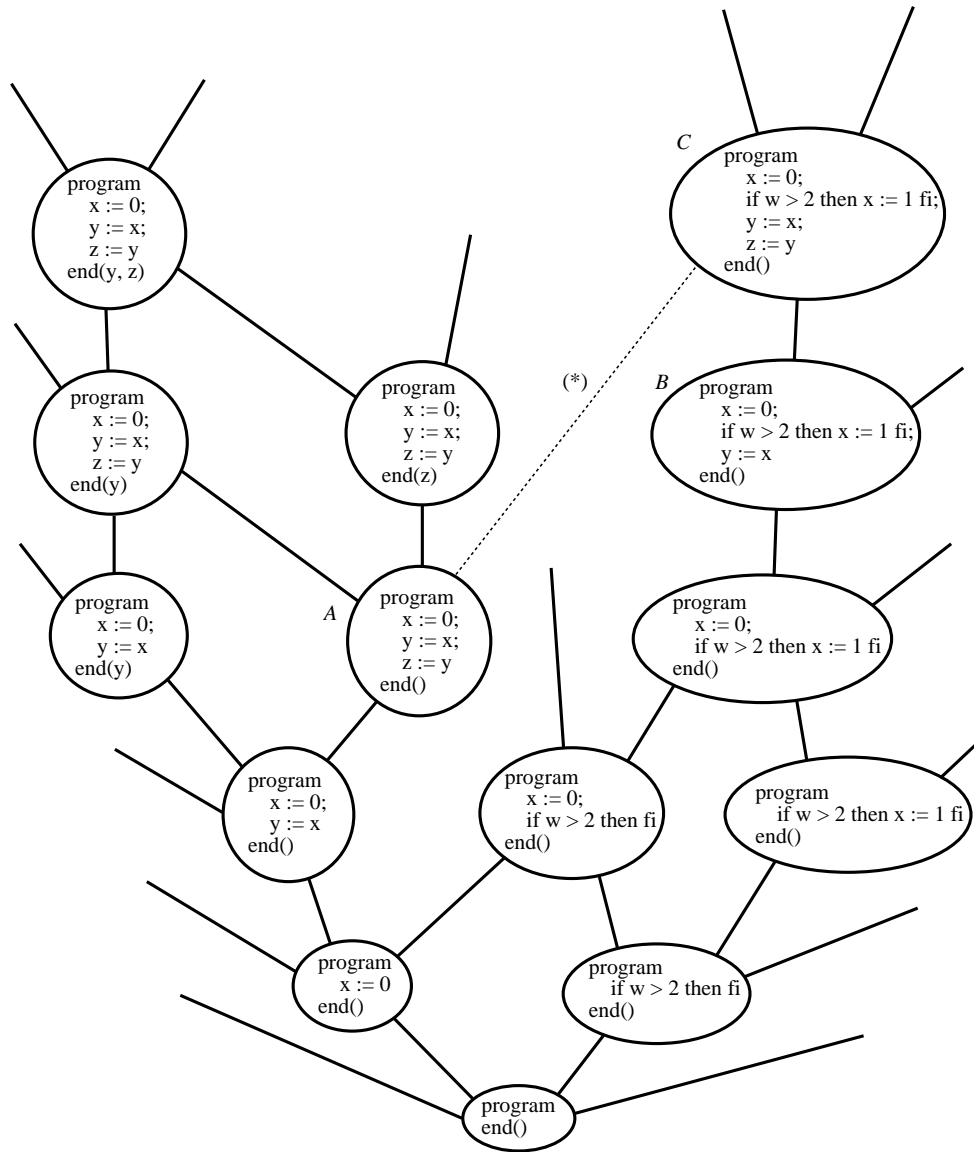 C
program
x := 0;
if w > 2 then x := 1 fi;
y := x;
z := y
end()
program
x := 0;
y := x;
z := y
end(y, z)
program
x := 0;
y := x;
z := y
end(z)
(*)
B
program
x := 0;
if w > 2 then x := 1 fi;
y := x
end()
program
x := 0;
y := x;
z := y
end(y)
program
x := 0;
y := x
end(y)
A
program
x := 0;
y := x;
z := y
end()
program
x := 0;
if w > 2 then x := 1 fi
end()
program
x := 0;
y := x
end()
program
x := 0;
if w > 2 then fi
end()
program
if w > 2 then x := 1 fi
end()
program
x := 0
end()
program
if w > 2 then fi
end()
program
end()